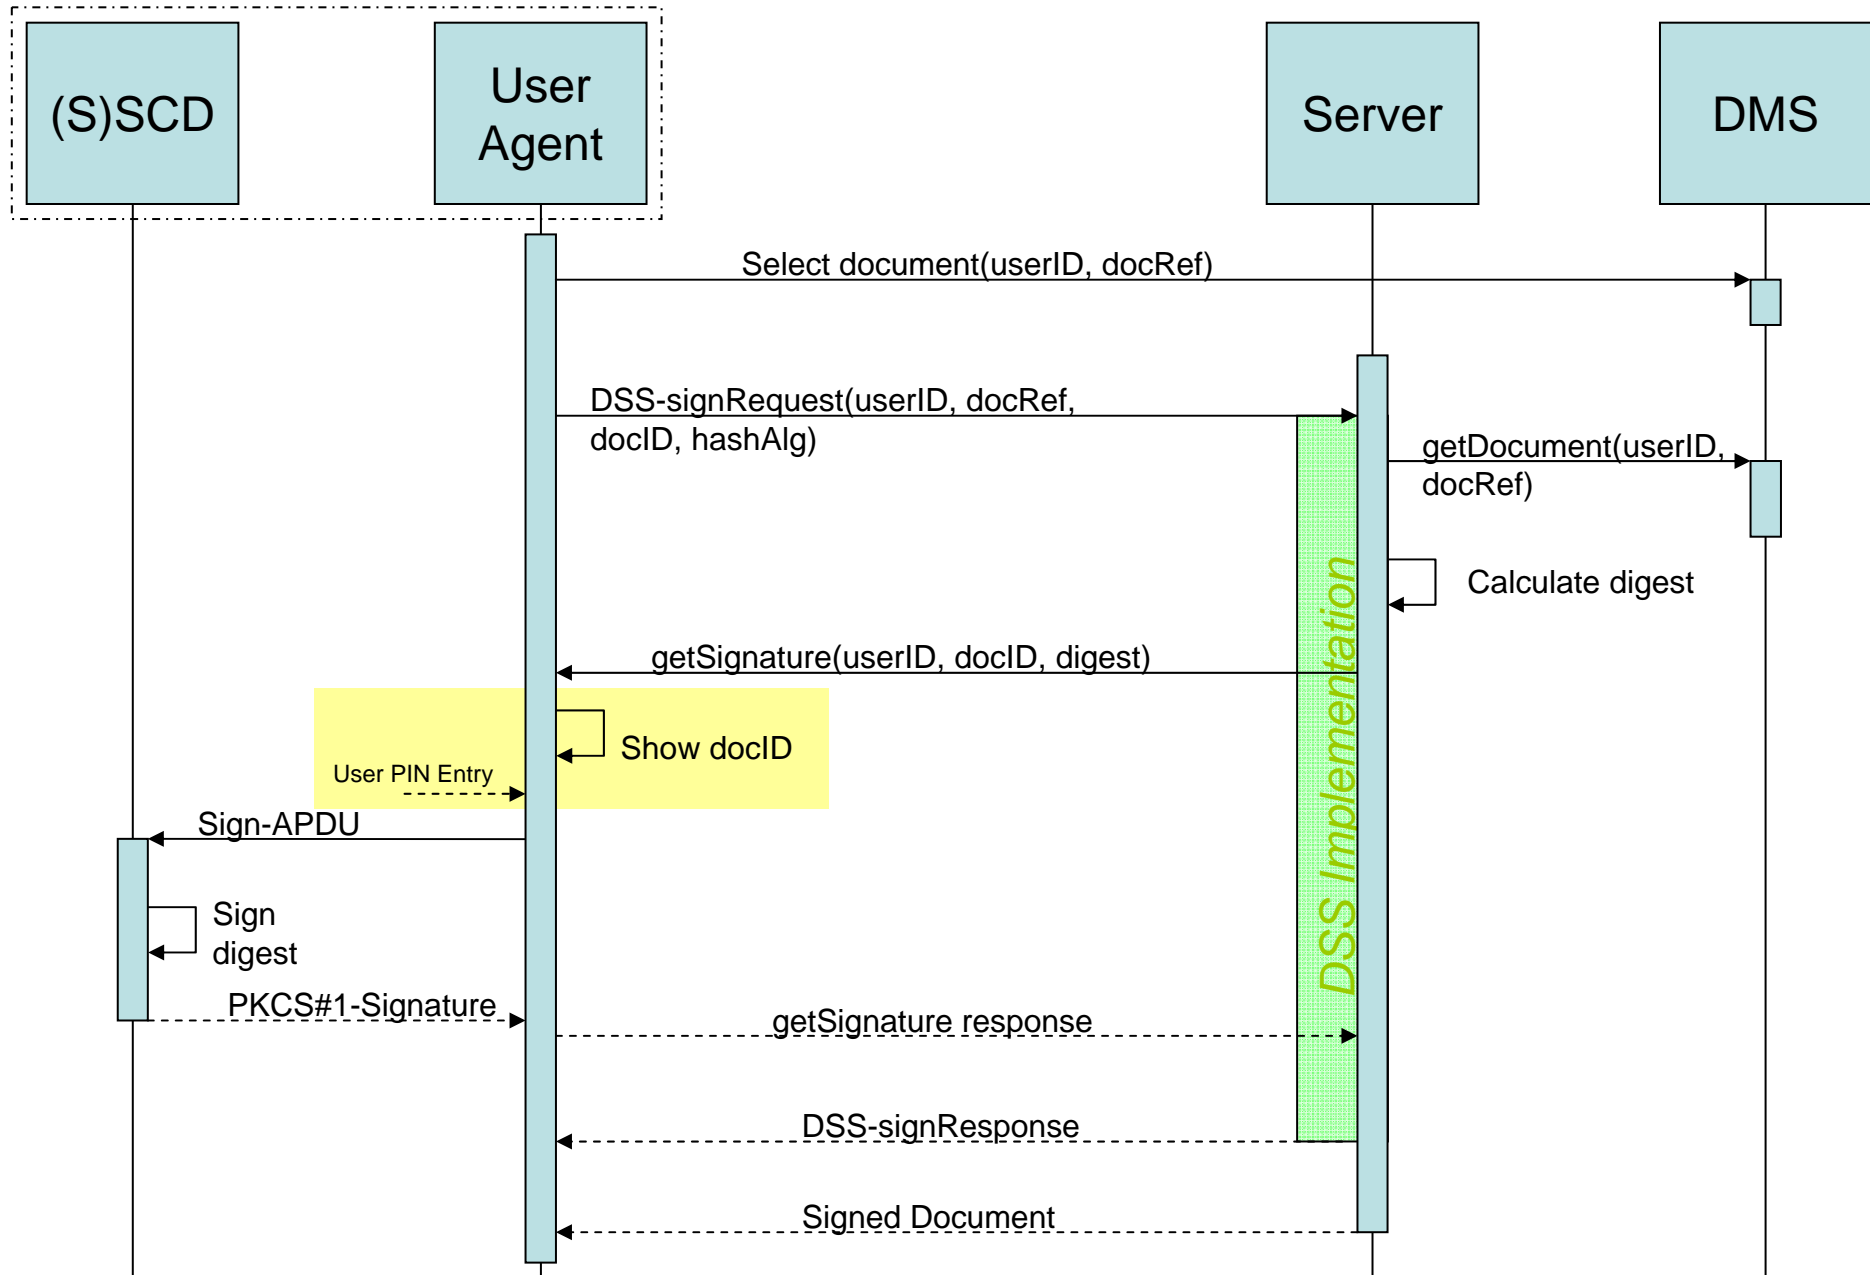 (S)SCD
User
Agent
Server
DMS
Select document(userID, docRef)
DSS-signRequest(userID, docRef,
docID, hashAlg)
getDocument(userID,
docRef)
Calculate digest
getSignature(userID, docID, digest)
Show docID
User PIN Entry
Sign-APDU
DSS Implementation
Sign
digest
PKCS#1-Signature
getSignature response
DSS-signResponse
Signed Document